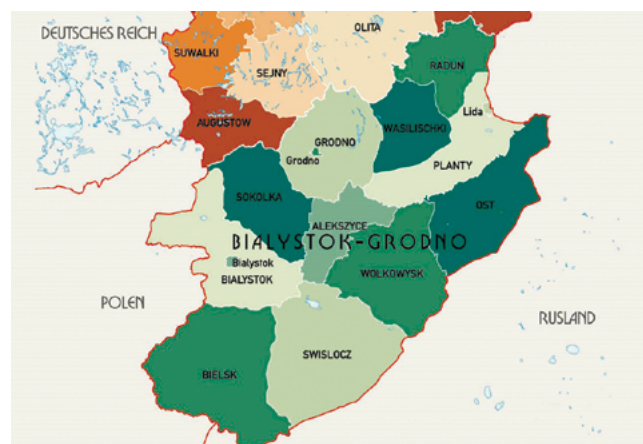 DEUTSCHES REICH
OLITA
SUWALKI
SEJNY
RADUN
AUGUSTOW
Lida
GRODNO
WASILISCHKI
Grodno
PLANTY
SOKOLKA
OST
ALEKSZYCE
BIALYSTOK-GRODNO
Bialystok
BIALYSTOK
WOLKOWYSK
POLEN
RUSLAND
SWISLOCZ
BIELSK